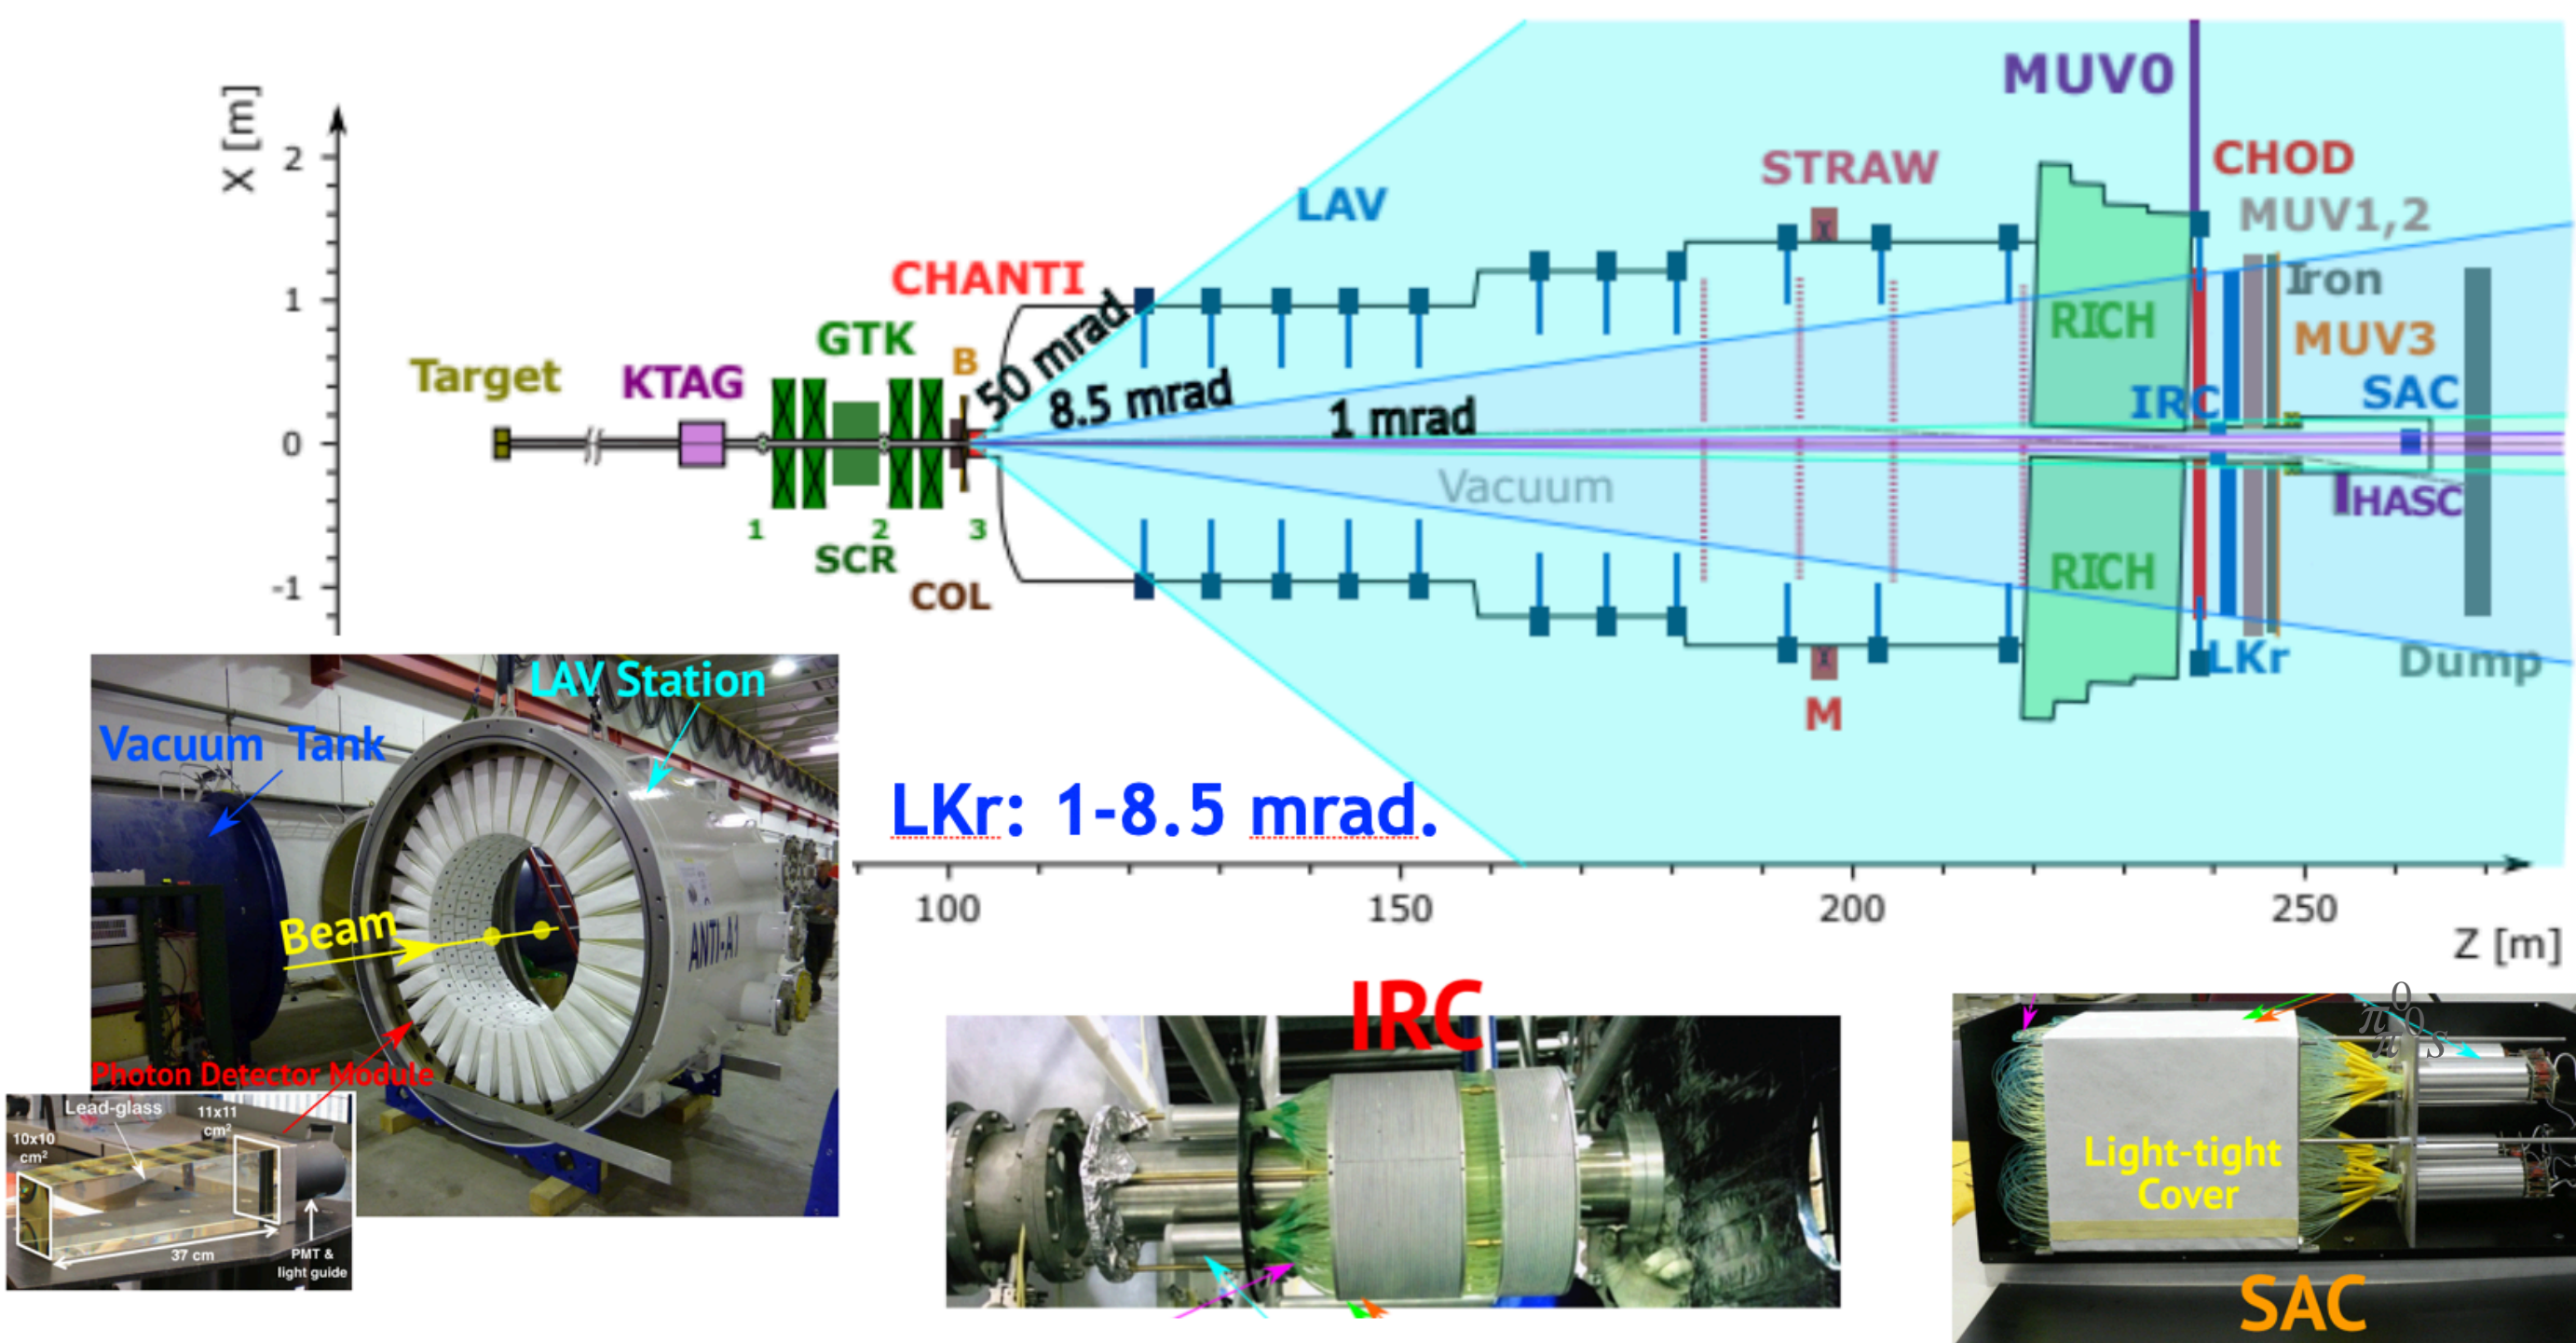 MUV0
X [m]
2
CHOD
STRAW
MUV1,2
LAV
1
CHANTI
Iron
50 mrad
RICH
GTK
MUV3
B
Target
KTAG
8.5 mrad
IRC
SAC
1 mrad
0
Vacuum
HASC
1
2
3
SCR
COL
RICH
-1
LKr
Dump
M
LKr: 1-8.5 mrad.
100
150
200
250
Z [m]
LAV Station
Vacuum Tank
Beam
ANTI-A1
Photon Detector Module
Lead-glass
11x11
cm²
10x10
cm²
37 cm
PMT &
light guide
IRC
Light-tight
Cover
SAC